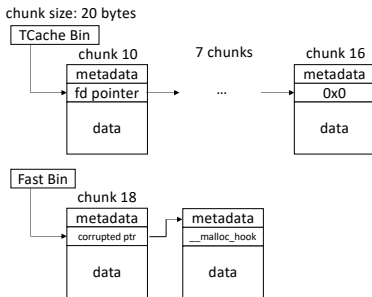 chunk size: 20 bytes
TCache Bin
chunk 10
7 chunks
chunk 16
metadata
metadata
fd pointer
...
0x0
data
data
Fast Bin
chunk 18
metadata
metadata
corrupted ptr
__malloc_hook
data
data